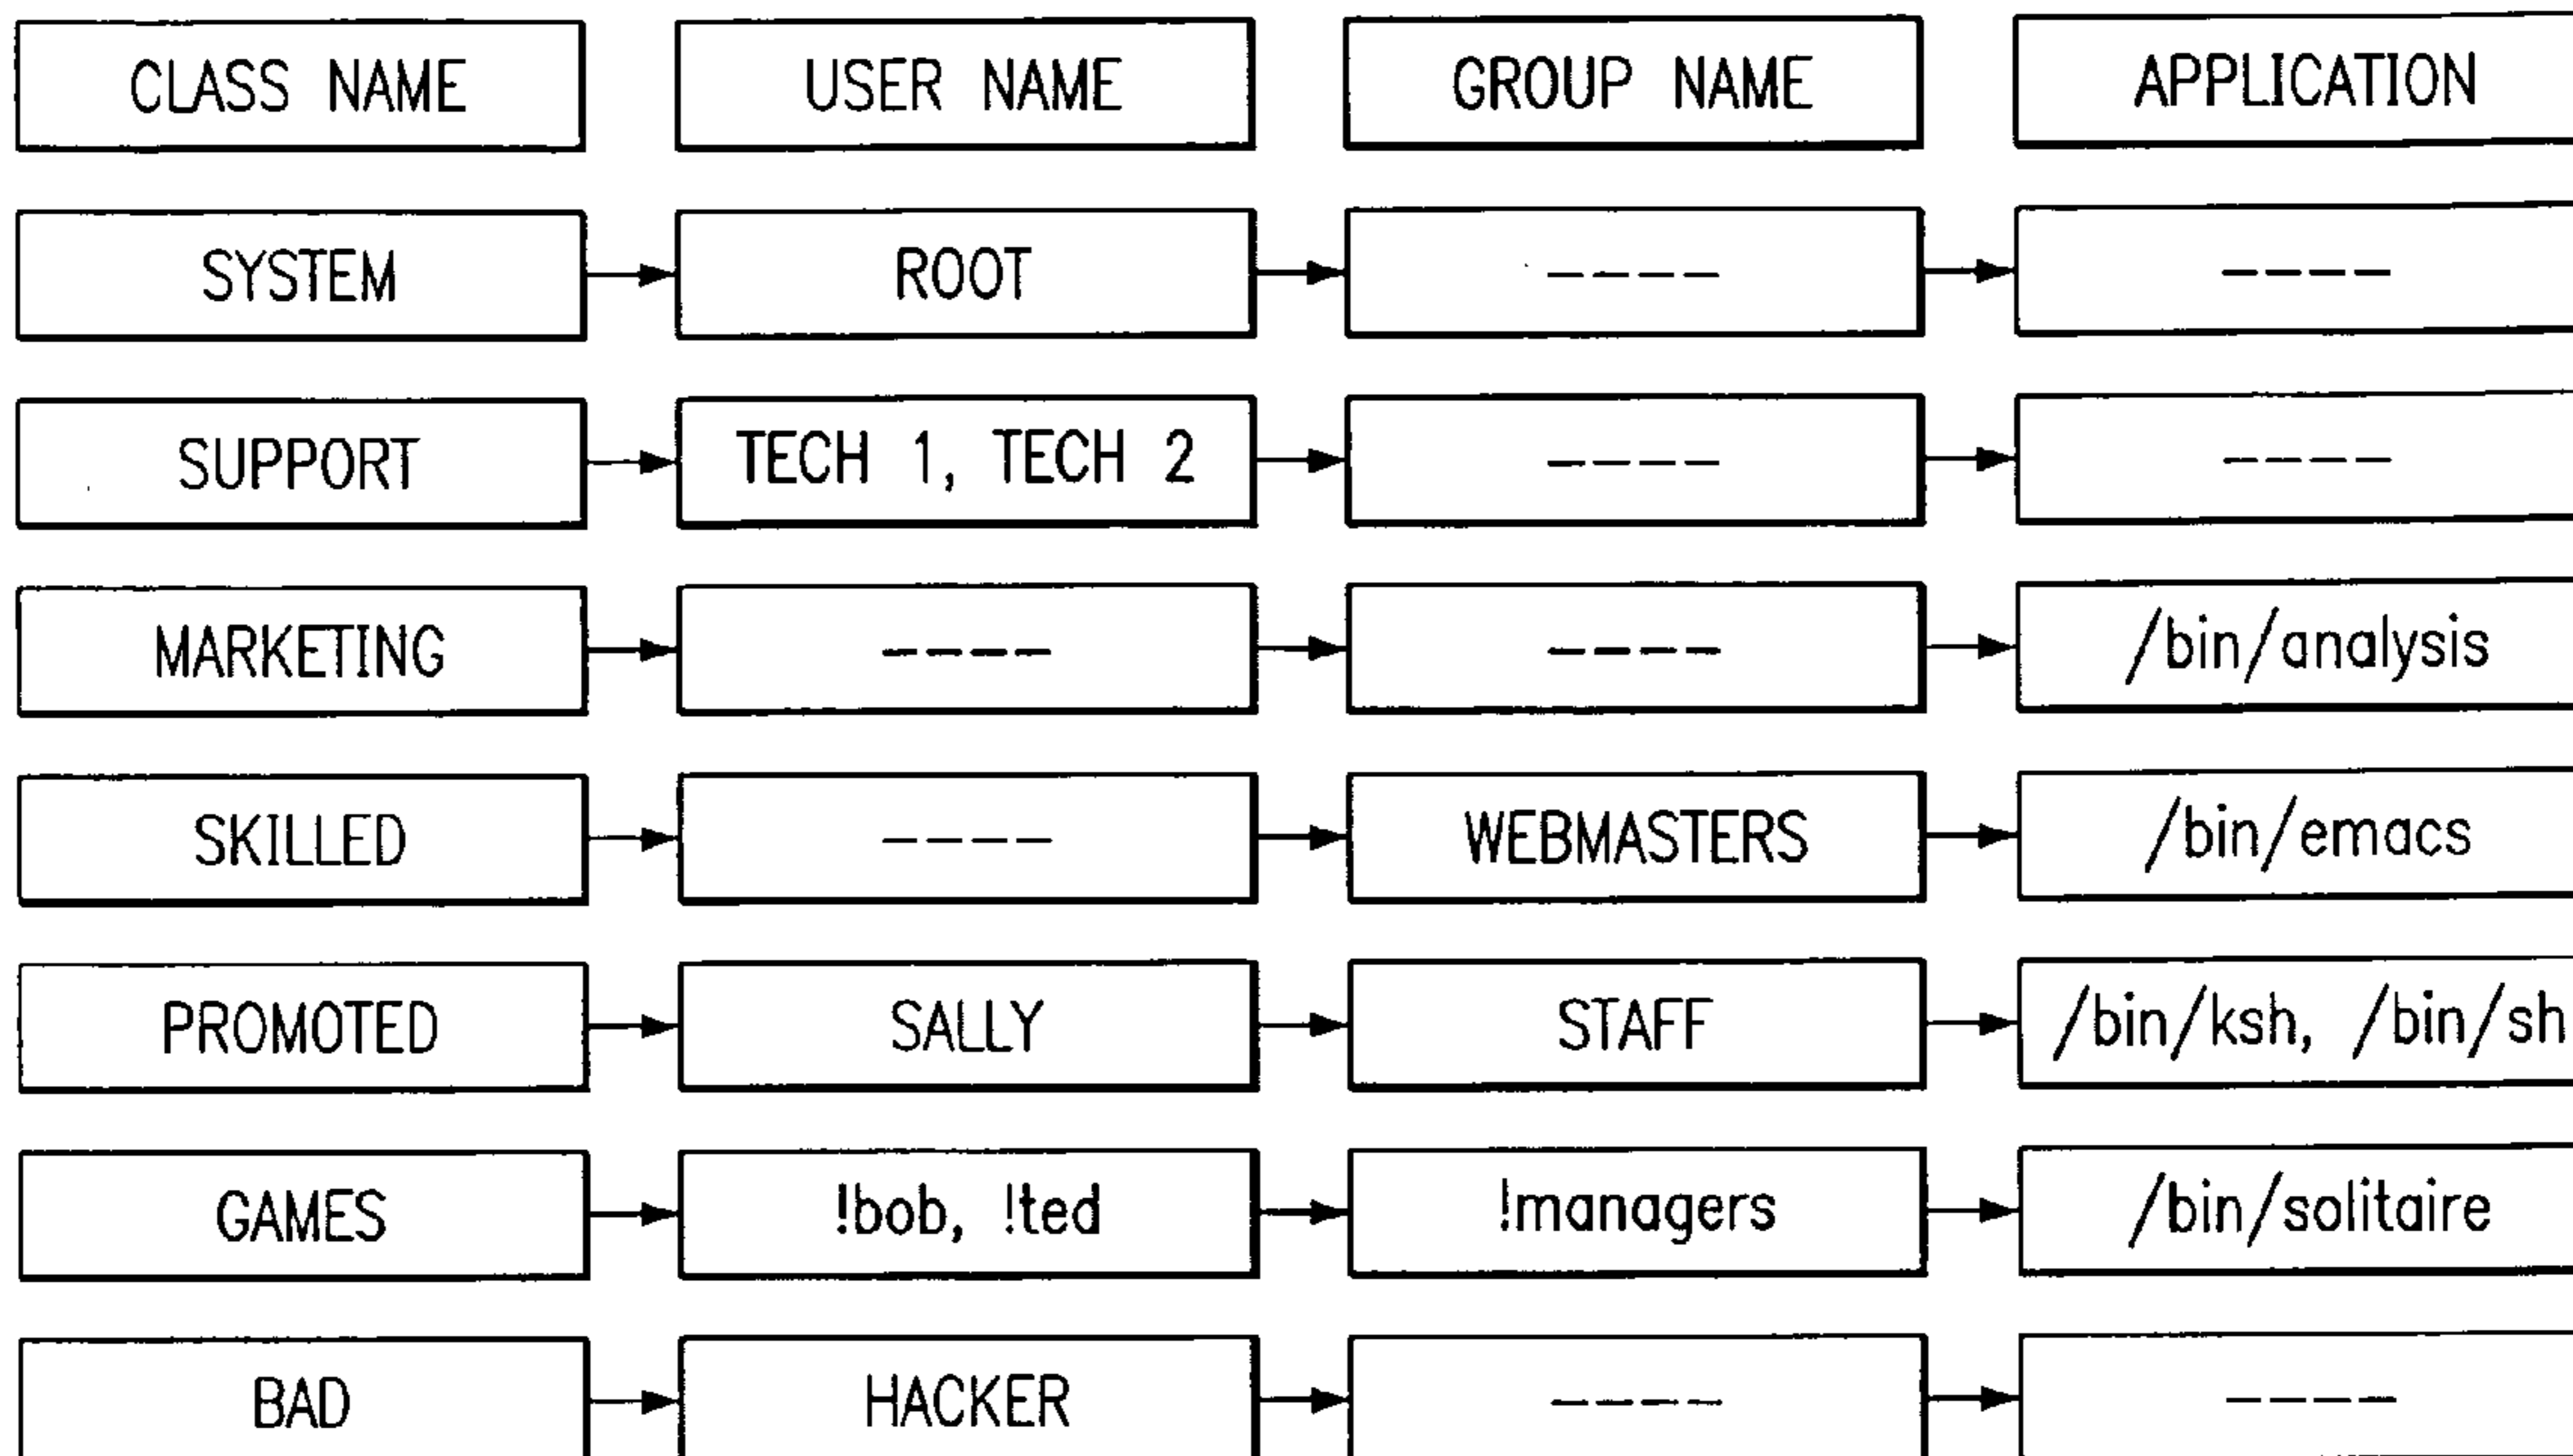 CLASS NAME USER NAME GROUP NAME APPLICATION
SYSTEM ROOT ---- ----
SUPPORT TECH 1, TECH 2 ---- ----
MARKETING ---- ---- /bin/analysis
SKILLED ---- WEBMASTERS /bin/emacs
PROMOTED SALLY STAFF /bin/ksh, /bin/sh
GAMES !bob, !ted !managers /bin/solitaire
BAD HACKER ---- ----